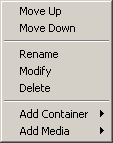 Move Up
Move Down
Rename
Modify
Delete
Add Container
Add Media